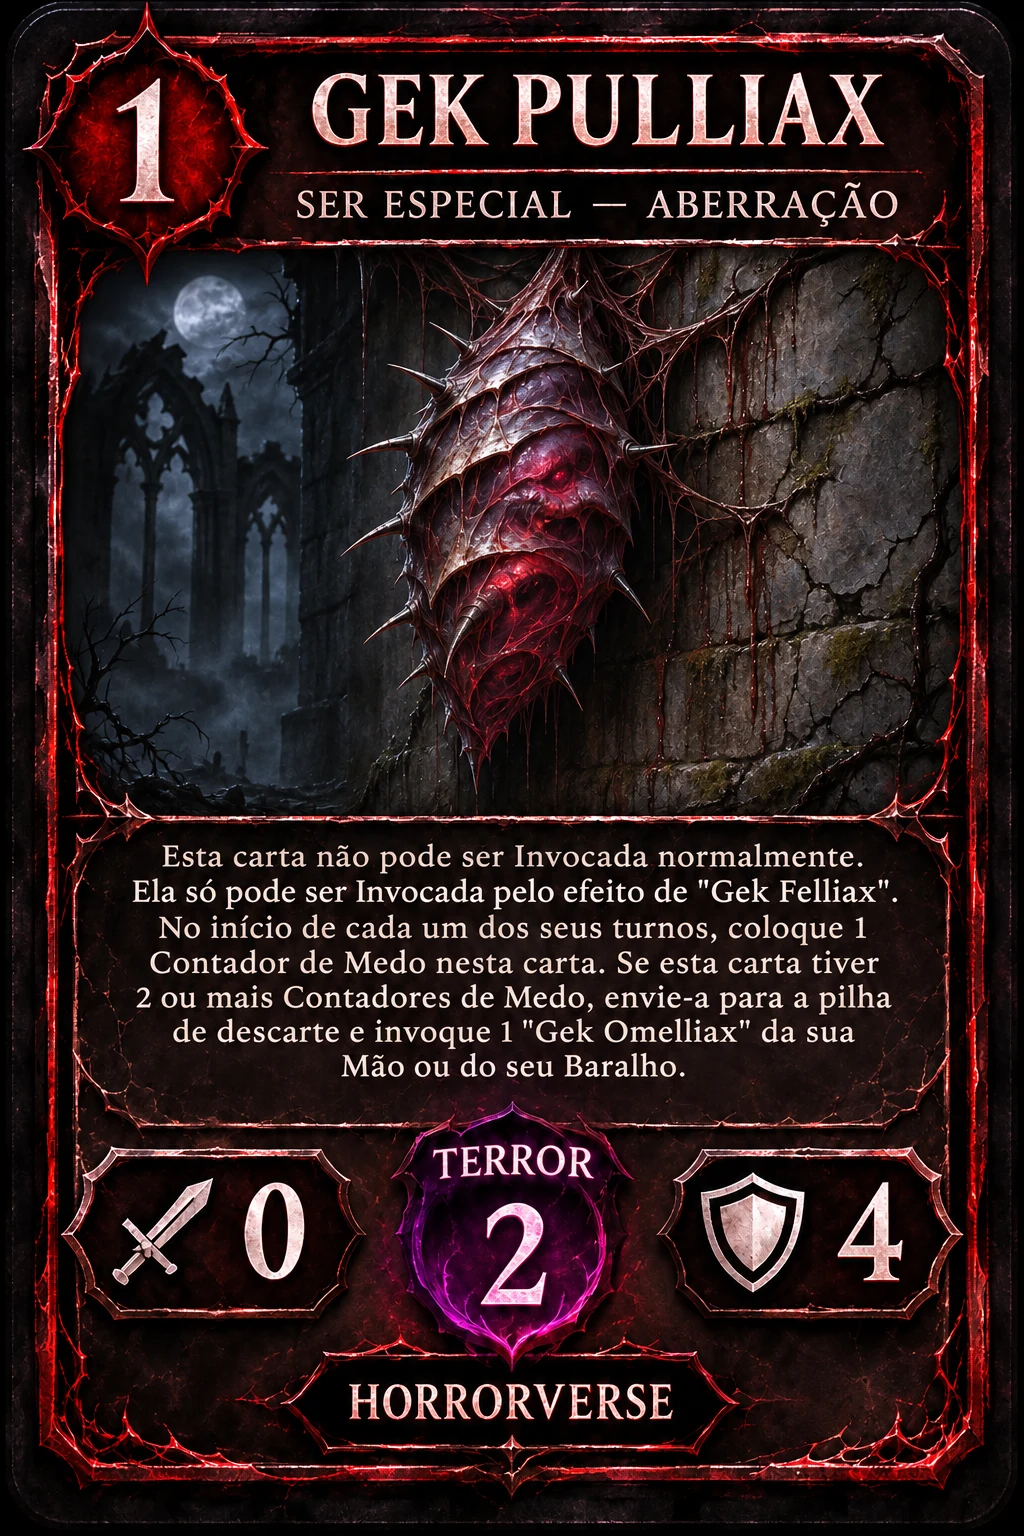 1
GEK PULLIAX
SER ESPECIAL — ABERRAÇÃO
Esta carta não pode ser Invocada normalmente.
Ela só pode ser Invocada pelo efeito de "Gek Felliax".
No início de cada um dos seus turnos, coloque 1
Contador de Medo nesta carta. Se esta carta tiver
2 ou mais Contadores de Medo, envie-a para a pilha
de descarte e invoque 1 "Gek Omelliax" da sua
Mão ou do seu Baralho.
0
TERROR
2
4
HORRORVERSE